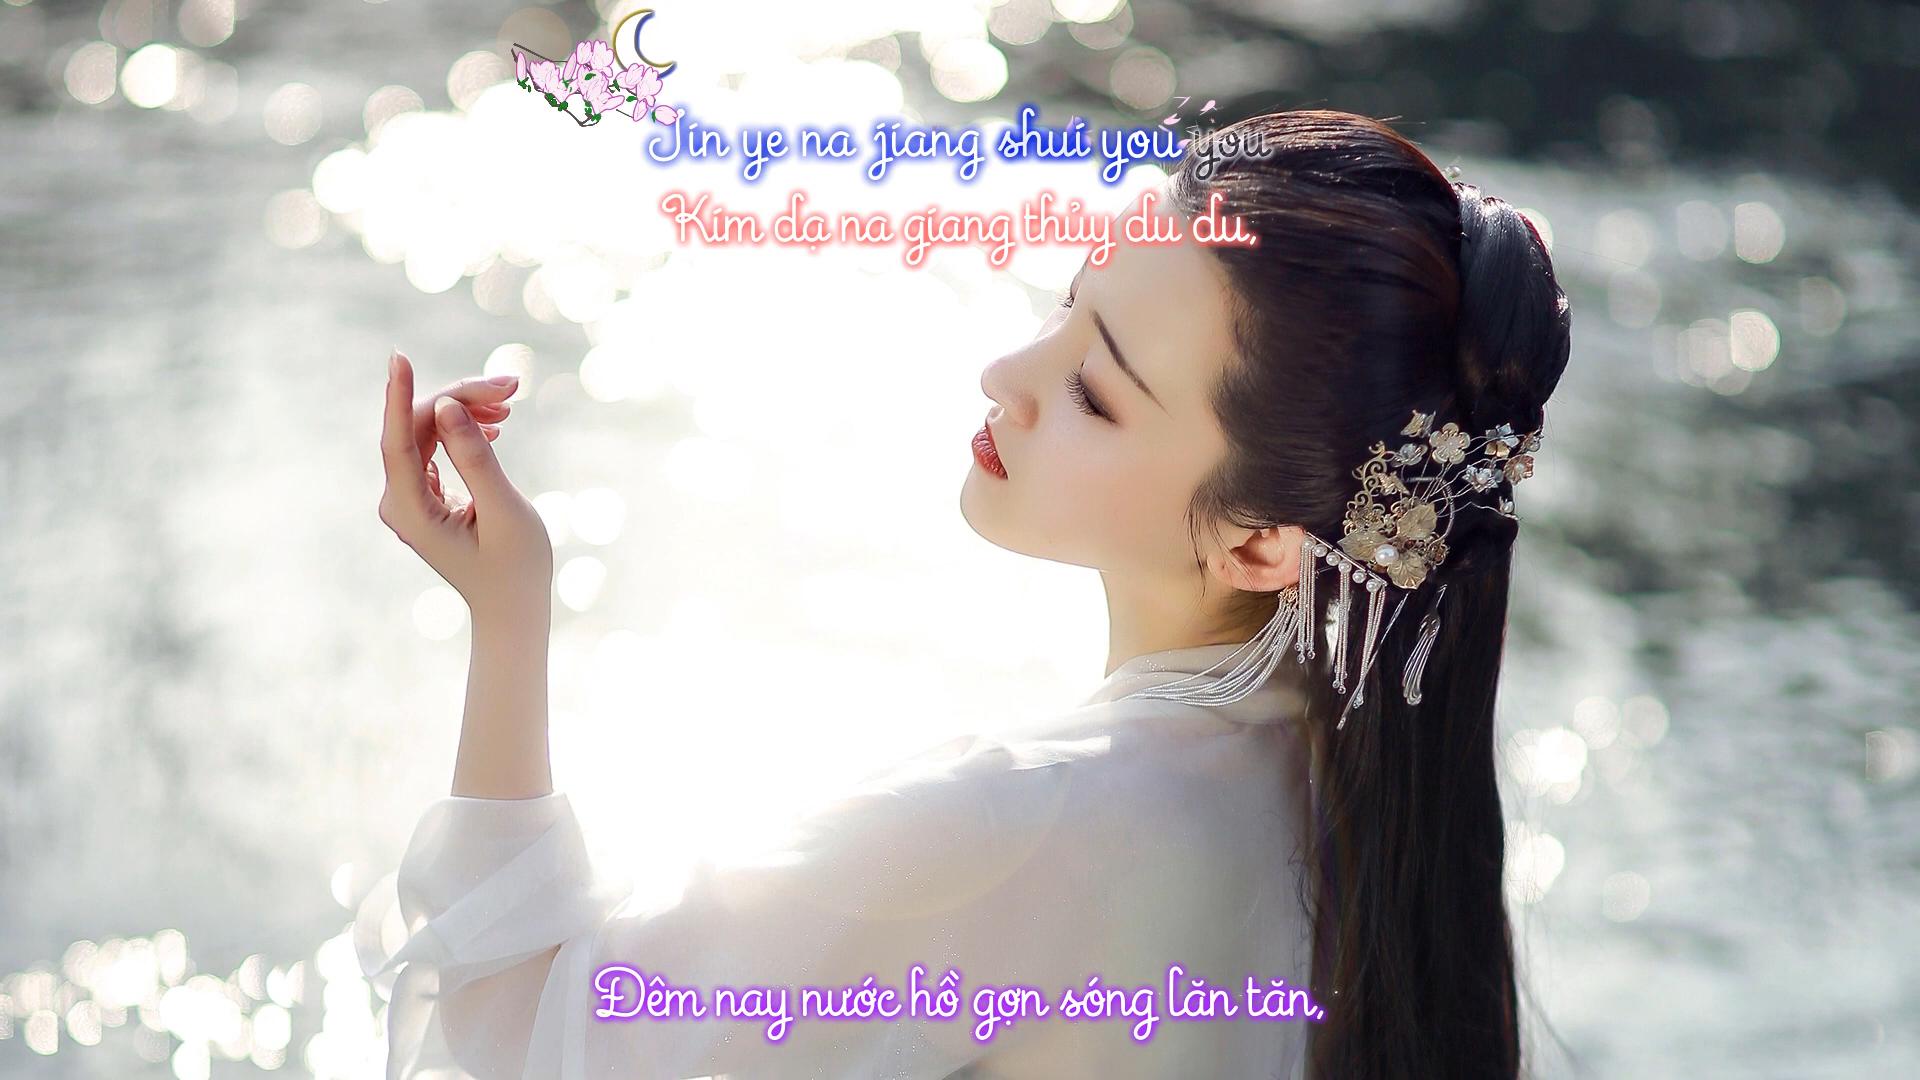 Jin ye na jiang shui you you
Kim dạ na giang thủy du du,
Đêm nay nước hồ gợn sóng lăn tăn,